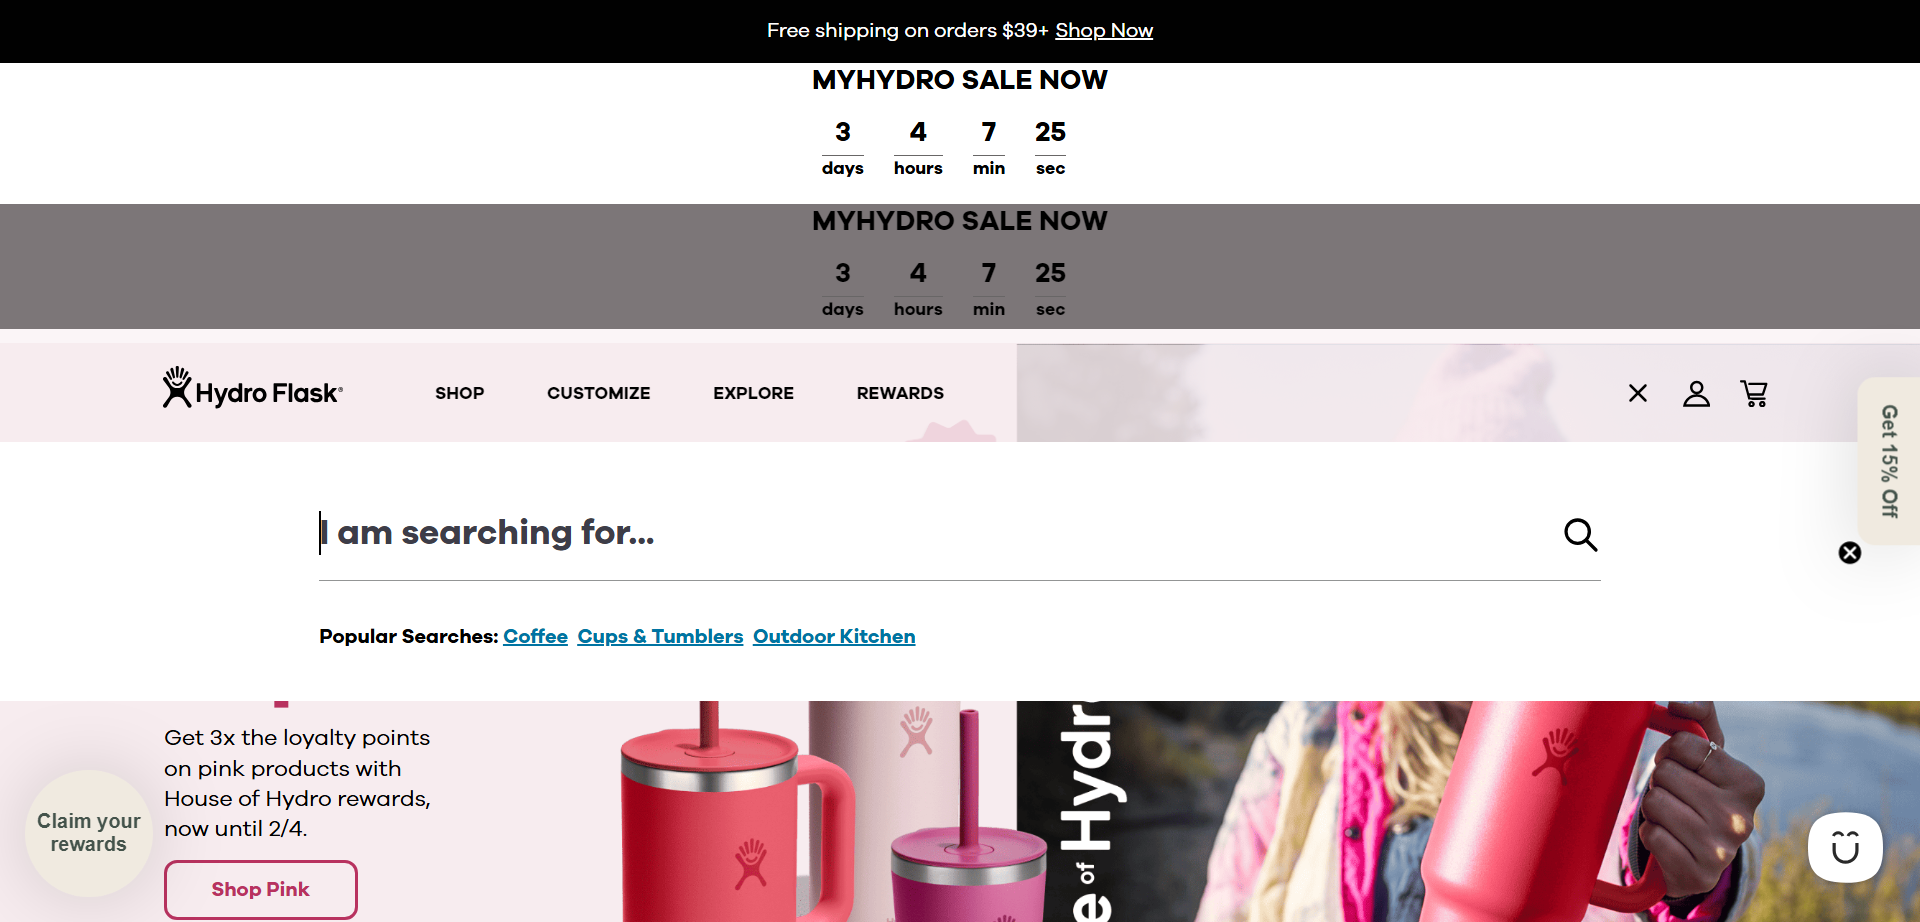 Free shipping on orders $39+ Shop Now
MYHYDRO SALE NOW
3 4 7 25
days hours min sec
MYHYDRO SALE NOW
3 4 7 25
days hours min sec
Hydro Flask®
SHOP CUSTOMIZE EXPLORE REWARDS
Get 15% Off
I am searching for...
Popular Searches: Coffee Cups & Tumblers Outdoor Kitchen
Get 3x the loyalty points
on pink products with
House of Hydro rewards,
now until 2/4.
Shop Pink
Claim your
rewards
of Hydro